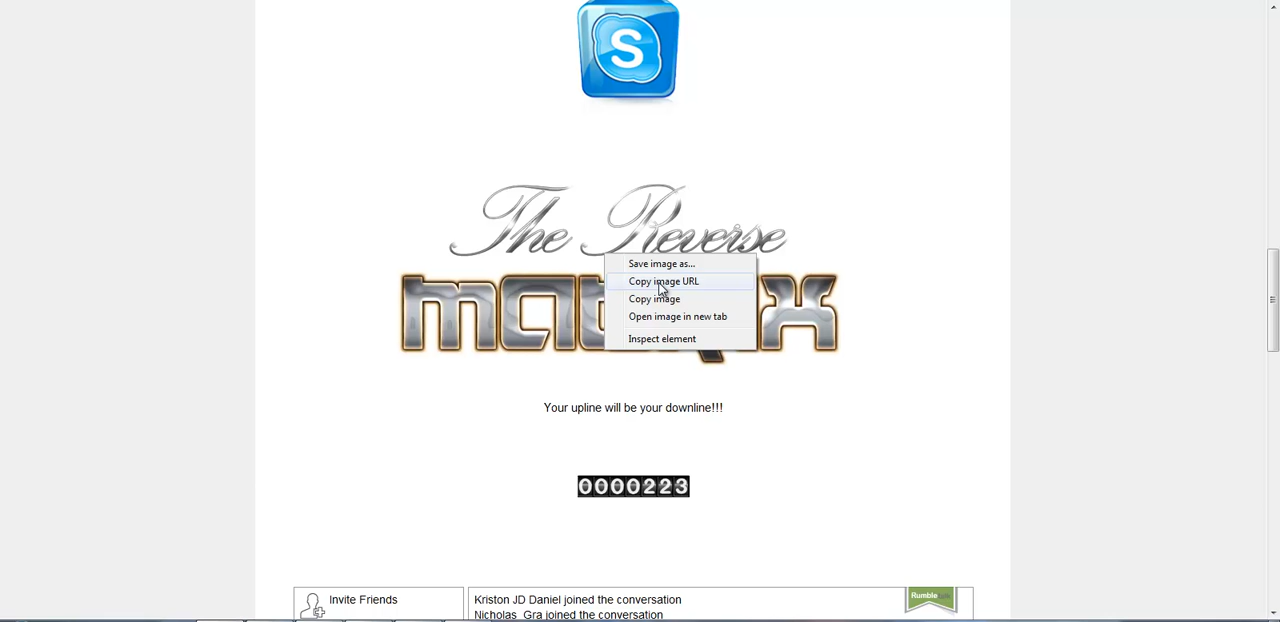 S
The Reverse
Save image as...
Copy image URL
Copy image
Open image in new tab
Inspect element
Your upline will be your downline!!!
0000223
Invite Friends
Kriston JD Daniel joined the conversation
Nicholas Gra joined the conversation